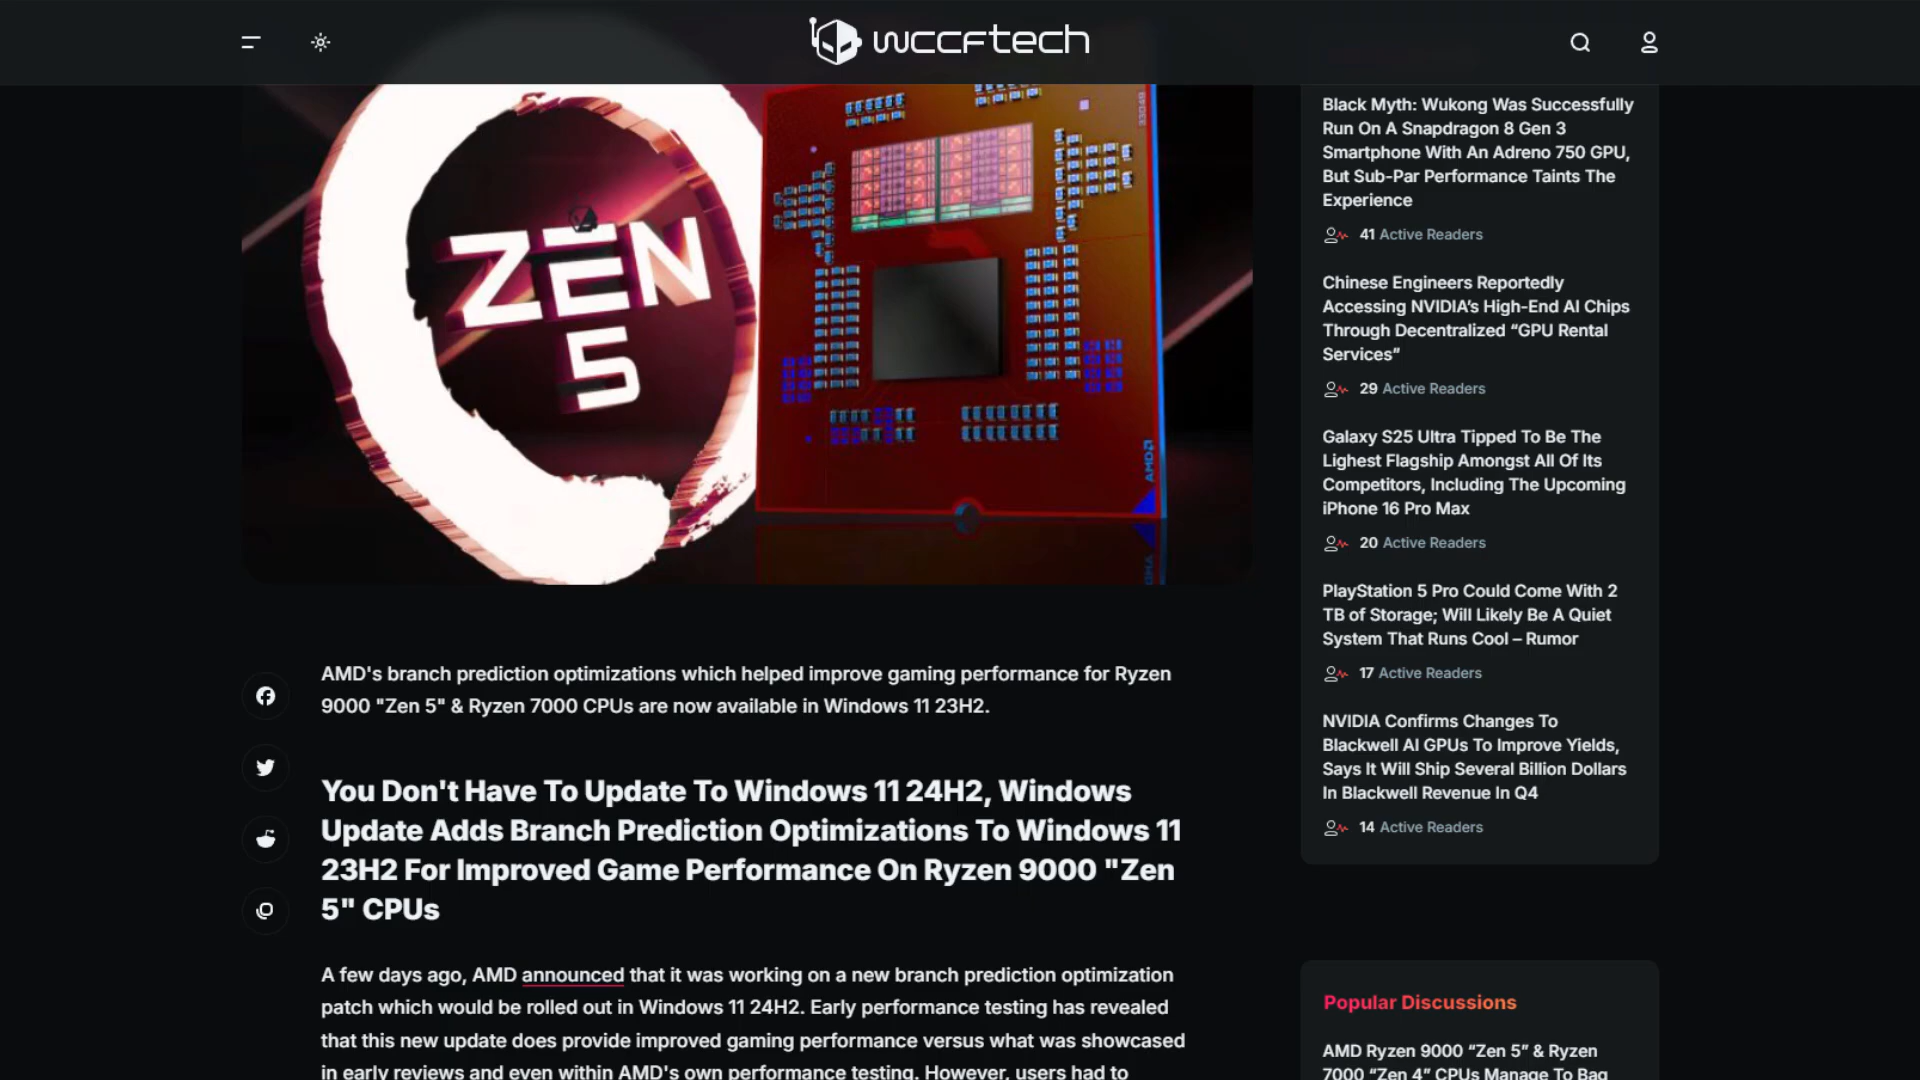 wccftech
ZEN
5
AMD
AMD's branch prediction optimizations which helped improve gaming performance for Ryzen
9000 "Zen 5" & Ryzen 7000 CPUs are now available in Windows 11 23H2.
You Don't Have To Update To Windows 11 24H2, Windows
Update Adds Branch Prediction Optimizations To Windows 11
23H2 For Improved Game Performance On Ryzen 9000 "Zen
5" CPUs
A few days ago, AMD announced that it was working on a new branch prediction optimization
patch which would be rolled out in Windows 11 24H2. Early performance testing has revealed
that this new update does provide improved gaming performance versus what was showcased
in early reviews and even within AMD's own performance testing. However, users had to
Black Myth: Wukong Was Successfully
Run On A Snapdragon 8 Gen 3
Smartphone With An Adreno 750 GPU,
But Sub-Par Performance Taints The
Experience
41 Active Readers
Chinese Engineers Reportedly
Accessing NVIDIA’s High-End AI Chips
Through Decentralized “GPU Rental
Services”
29 Active Readers
Galaxy S25 Ultra Tipped To Be The
Lighest Flagship Amongst All Of Its
Competitors, Including The Upcoming
iPhone 16 Pro Max
20 Active Readers
PlayStation 5 Pro Could Come With 2
TB of Storage; Will Likely Be A Quiet
System That Runs Cool – Rumor
17 Active Readers
NVIDIA Confirms Changes To
Blackwell AI GPUs To Improve Yields,
Says It Will Ship Several Billion Dollars
In Blackwell Revenue In Q4
14 Active Readers
Popular Discussions
AMD Ryzen 9000 “Zen 5” & Ryzen
7000 “Zen 4” CPUs Manage To Bag